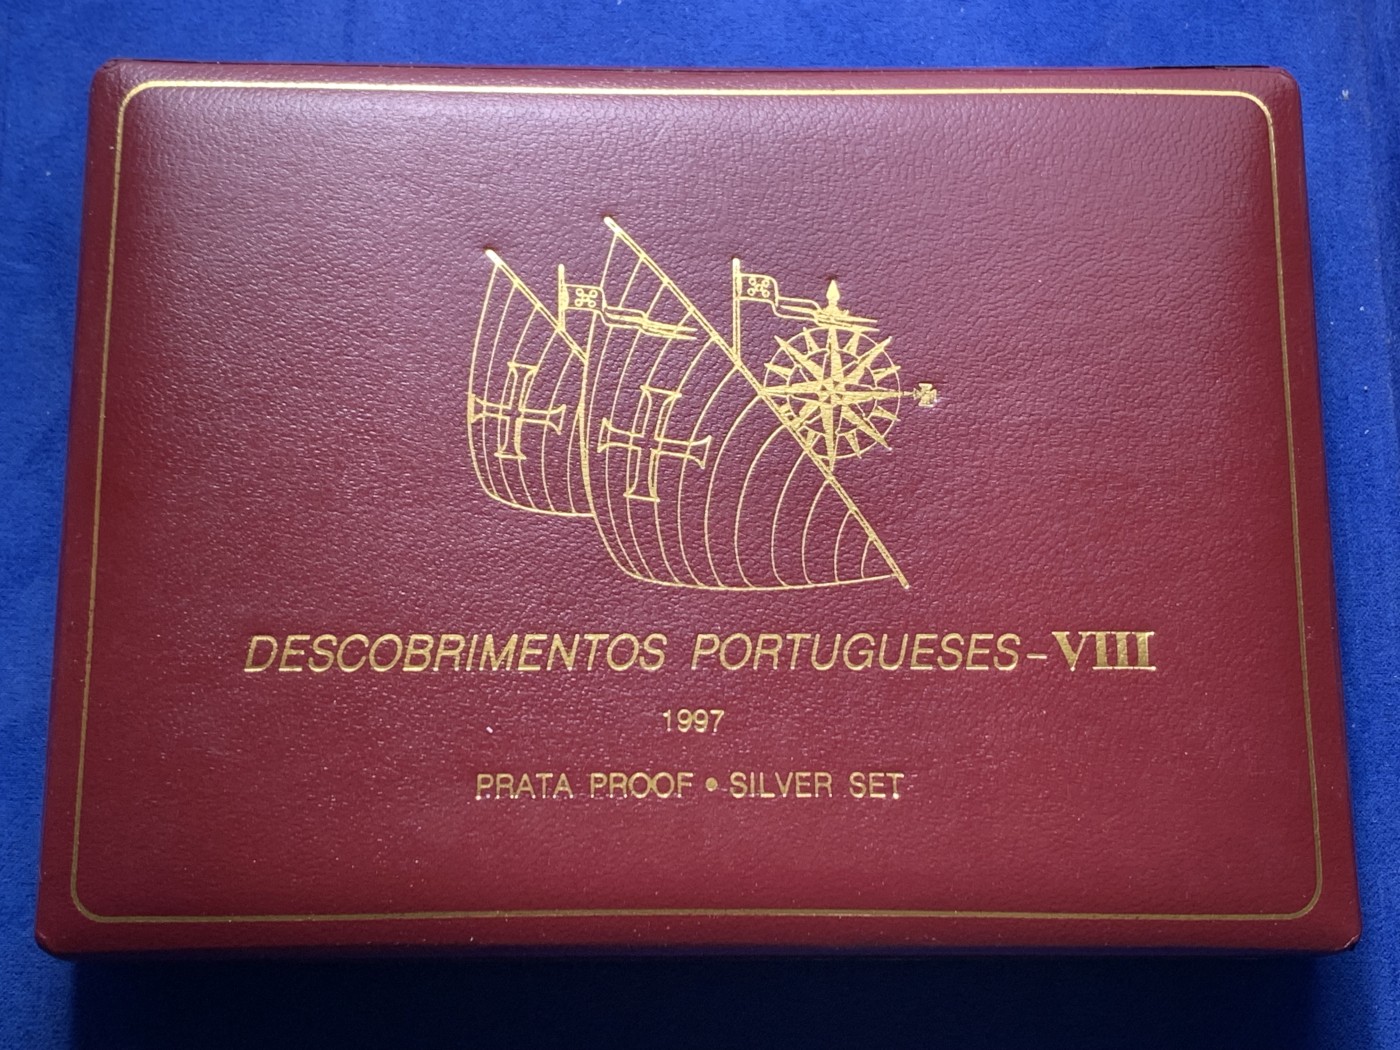 DESCOBRIMENTOS PORTUGUESES-VIII
1997
PRATA PROOF • SILVER SET